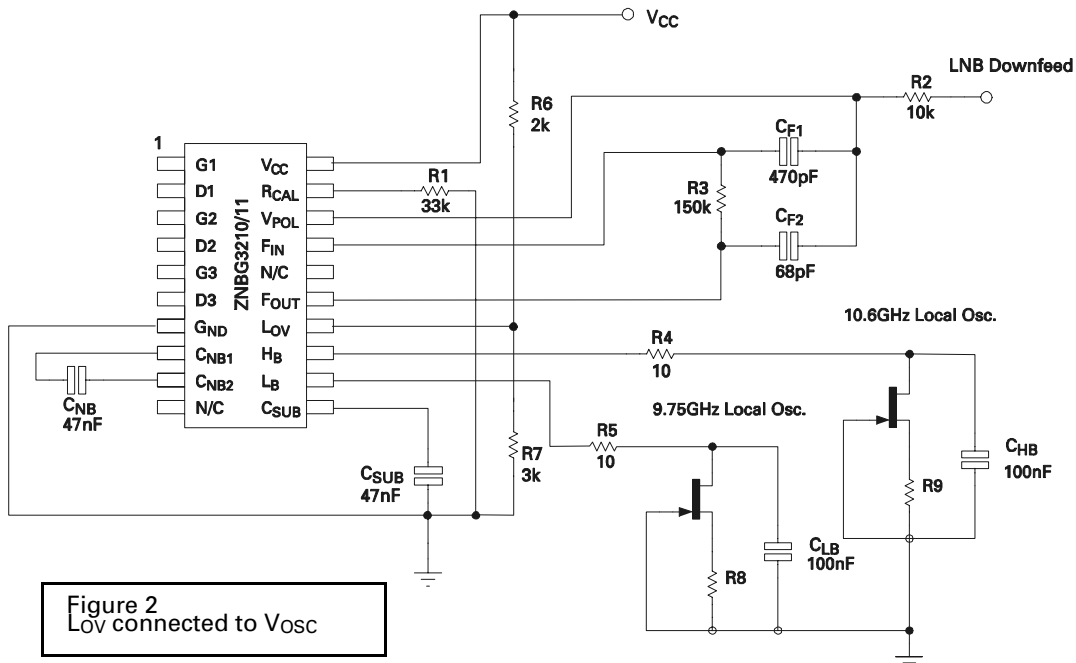 VCC
LNB Downfeed
R2
10k
R6
2k
CF1
470pF
R3
150k
CF2
68pF
1
G1 VCC
D1 RCAL
G2 VPOL
D2 FIN
G3 N/C
D3 FOUT
GND LOV
CNB1 HB
CNB2 LB
N/C CSUB
ZNBG3210/11
R1
33k
CNB
47nF
CSUB
47nF
R7
3k
10.6GHz Local Osc.
R4
10
9.75GHz Local Osc.
R5
10
R9
CHB
100nF
R8
CLB
100nF
Figure 2
LOV connected to VOSC